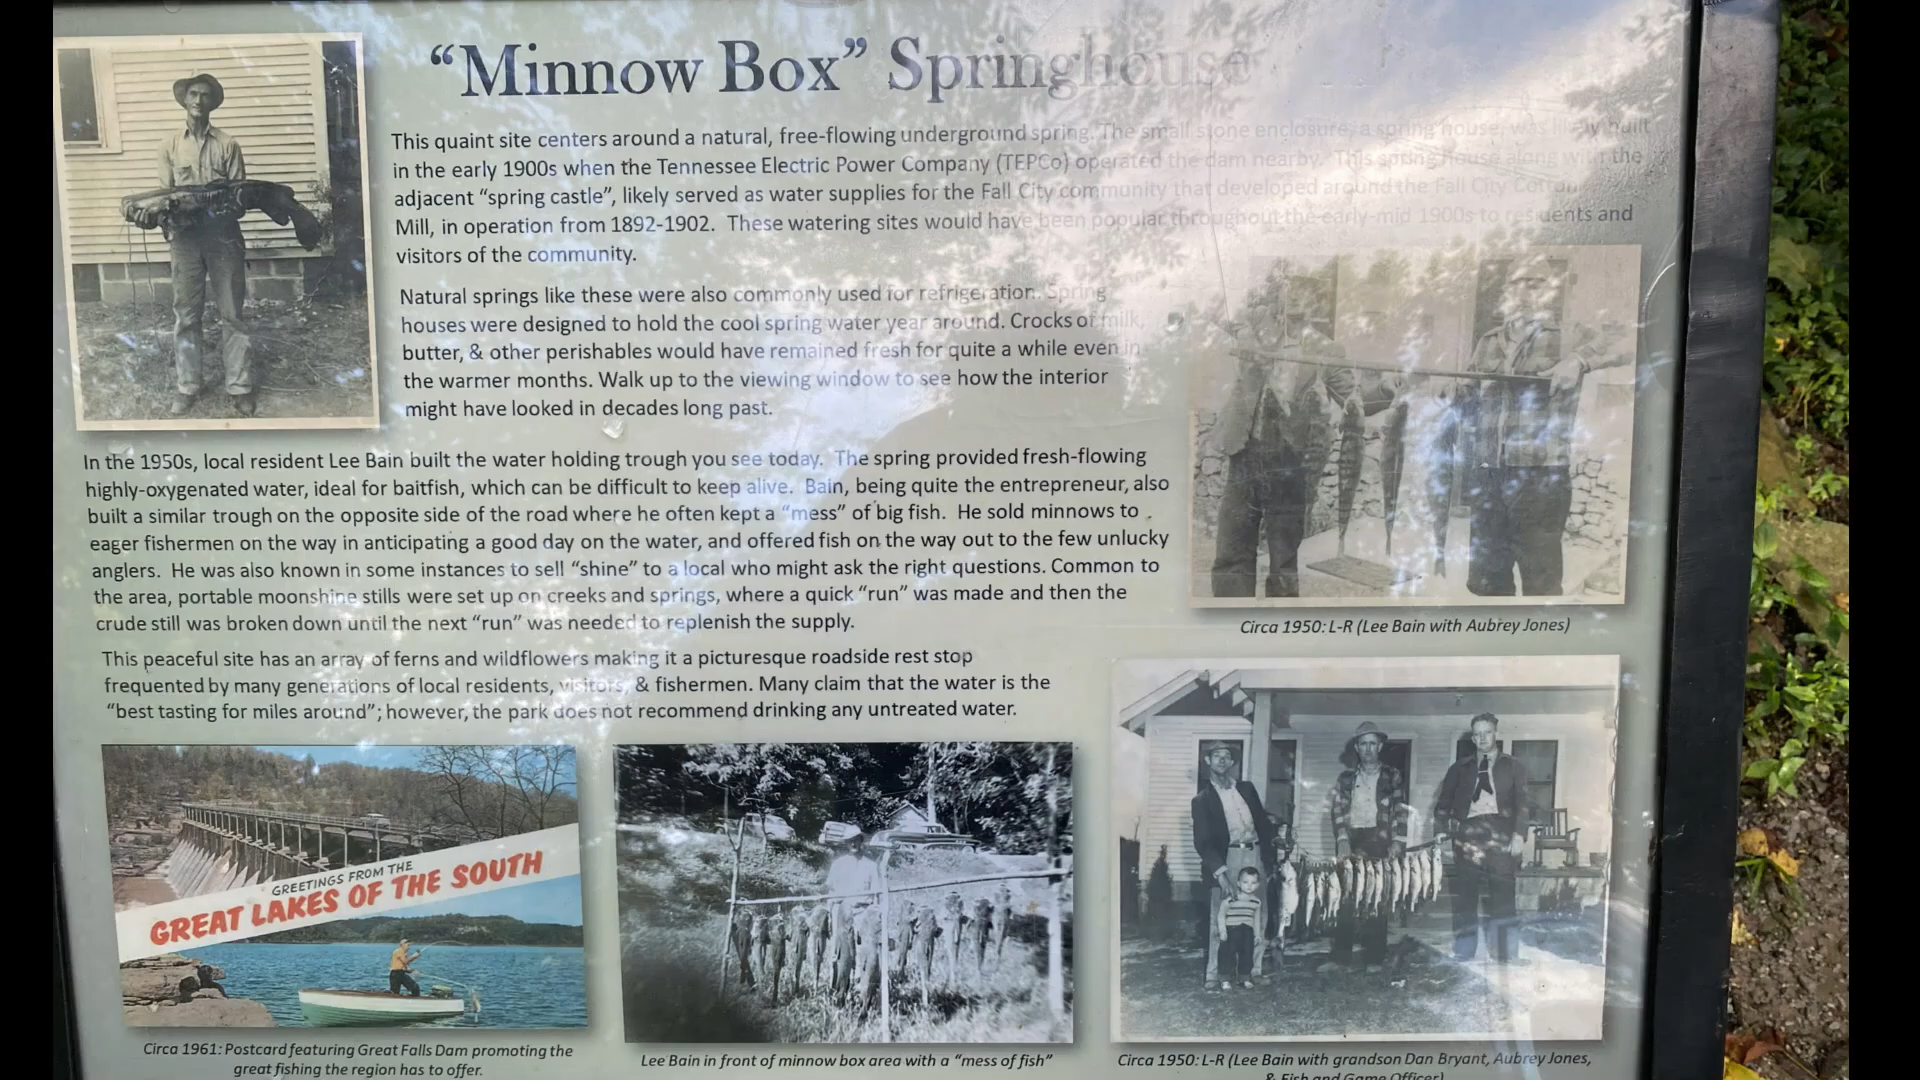 “Minnow Box” Springhouse
This quaint site centers around a natural, free-flowing underground spring. The small stone enclosure, a spring house, was likely built
in the early 1900s when the Tennessee Electric Power Company (TEPCo) operated the dam nearby. This spring house along with the
adjacent “spring castle”, likely served as water supplies for the Fall City community that developed around the Fall City Cotton
Mill, in operation from 1892-1902. These watering sites would have been popular throughout the early-mid 1900s to residents and
visitors of the community.
Natural springs like these were also commonly used for refrigeration. Spring
houses were designed to hold the cool spring water year around. Crocks of milk,
butter, & other perishables would have remained fresh for quite a while even in
the warmer months. Walk up to the viewing window to see how the interior
might have looked in decades long past.
In the 1950s, local resident Lee Bain built the water holding trough you see today. The spring provided fresh-flowing
highly-oxygenated water, ideal for baitfish, which can be difficult to keep alive. Bain, being quite the entrepreneur, also
built a similar trough on the opposite side of the road where he often kept a “mess” of big fish. He sold minnows to
eager fishermen on the way in anticipating a good day on the water, and offered fish on the way out to the few unlucky
anglers. He was also known in some instances to sell “shine” to a local who might ask the right questions. Common to
the area, portable moonshine stills were set up on creeks and springs, where a quick “run” was made and then the
crude still was broken down until the next “run” was needed to replenish the supply.
Circa 1950: L-R (Lee Bain with Aubrey Jones)
This peaceful site has an array of ferns and wildflowers making it a picturesque roadside rest stop
frequented by many generations of local residents, visitors, & fishermen. Many claim that the water is the
“best tasting for miles around”; however, the park does not recommend drinking any untreated water.
GREETINGS FROM THE
GREAT LAKES OF THE SOUTH
Circa 1961: Postcard featuring Great Falls Dam promoting the
great fishing the region has to offer.
Lee Bain in front of minnow box area with a “mess of fish”
Circa 1950: L-R (Lee Bain with grandson Dan Bryant, Aubrey Jones,
& Fish and Game Officer)